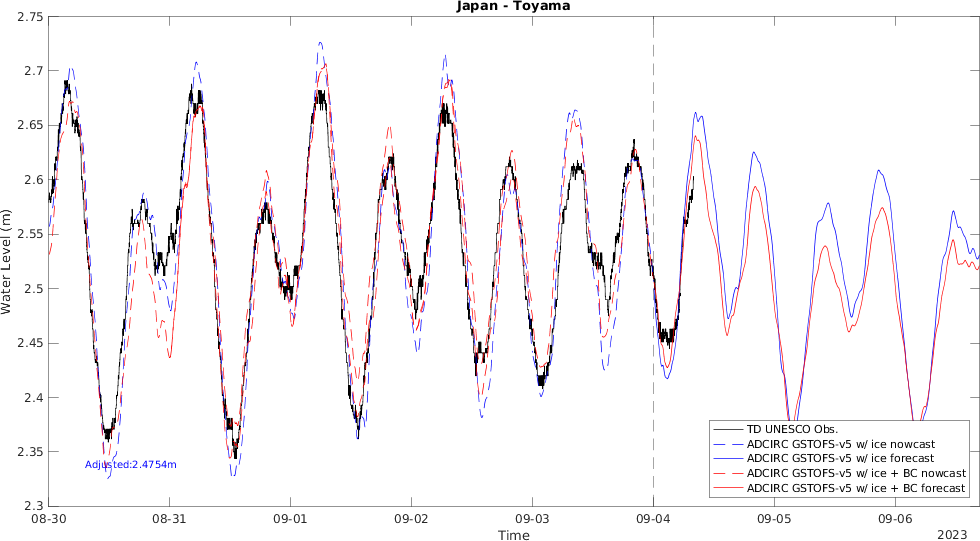 Japan - Toyama
2.75
2.7
2.65
2.6
2.55
2.5
2.45
2.4
2.35
2.3
Water Level (m)
Adjusted:2.4754m
TD UNESCO Obs.
ADCIRC GSTOFS-v5 w/ ice nowcast
ADCIRC GSTOFS-v5 w/ ice forecast
ADCIRC GSTOFS-v5 w/ ice + BC nowcast
ADCIRC GSTOFS-v5 w/ ice + BC forecast
08-30 08-31 09-01 09-02 09-03 09-04 09-05 09-06
Time
2023